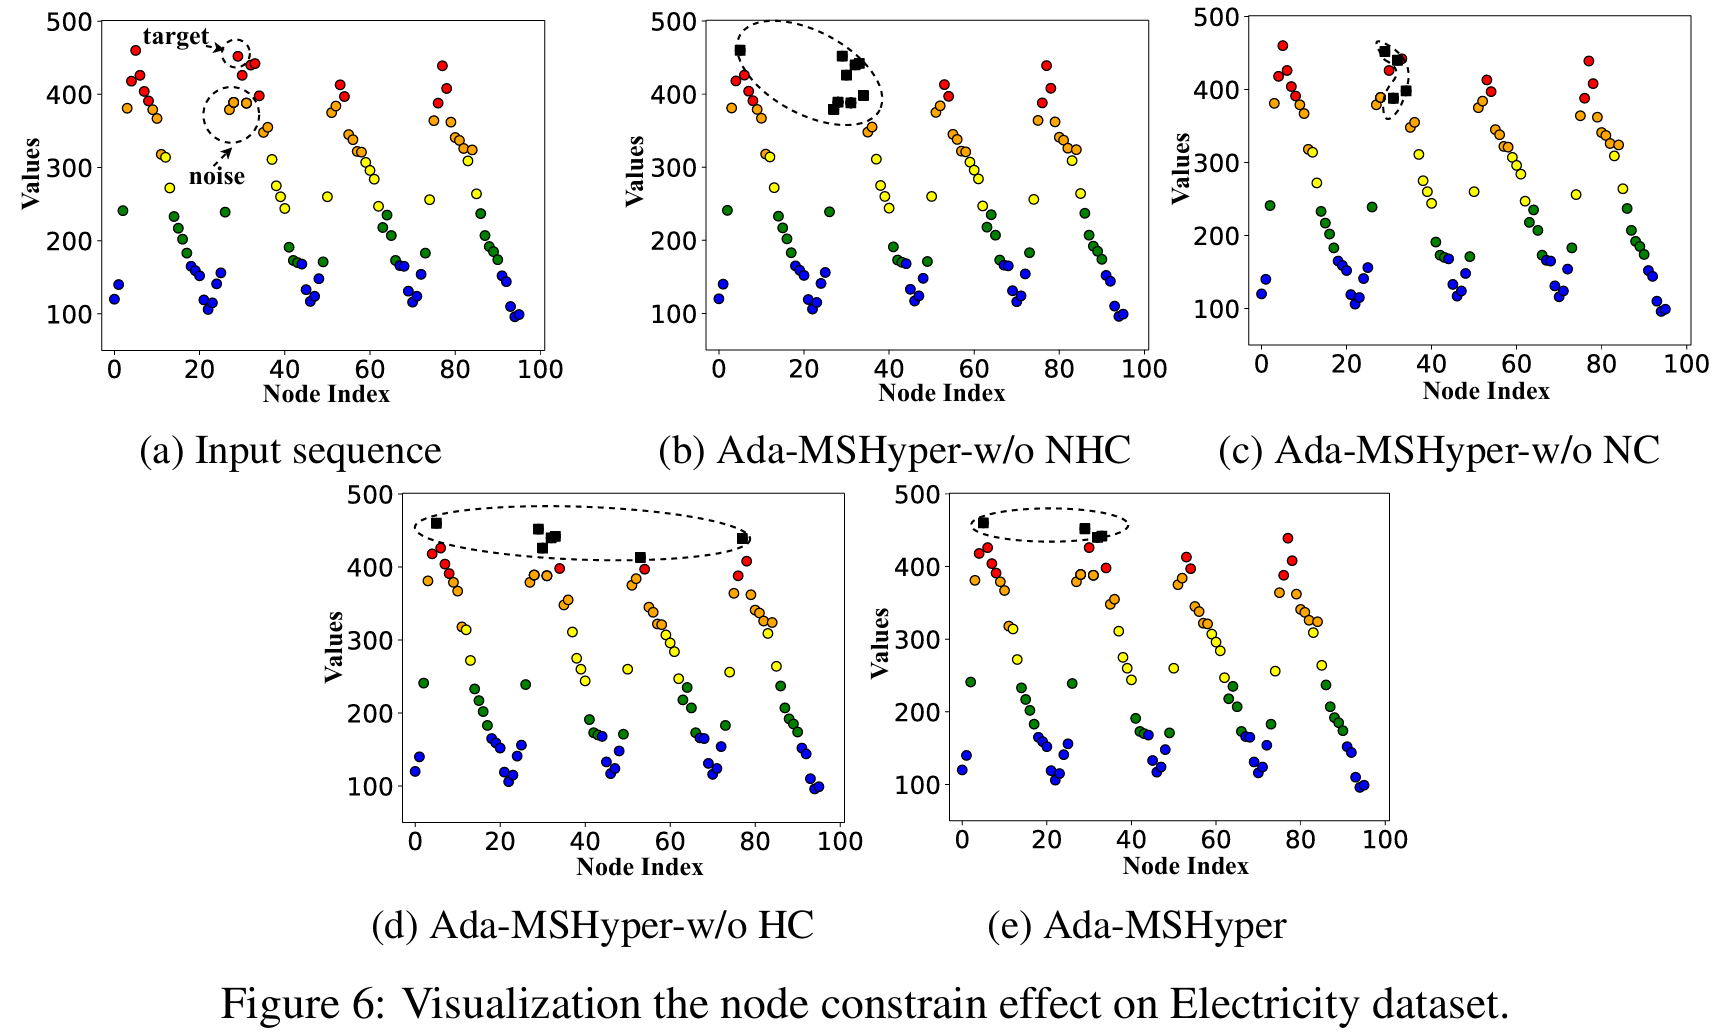 500
400
300
200
100
Values
target
noise
0 20 40 60 80 100
Node Index
(a) Input sequence
500
400
300
200
100
Values
0 20 40 60 80 100
Node Index
(b) Ada-MSHyper-w/o NHC
500
400
300
200
100
Values
0 20 40 60 80 100
Node Index
(c) Ada-MSHyper-w/o NC
500
400
300
200
100
Values
0 20 40 60 80 100
Node Index
(d) Ada-MSHyper-w/o HC
500
400
300
200
100
Values
0 20 40 60 80 100
Node Index
(e) Ada-MSHyper
Figure 6: Visualization the node constrain effect on Electricity dataset.